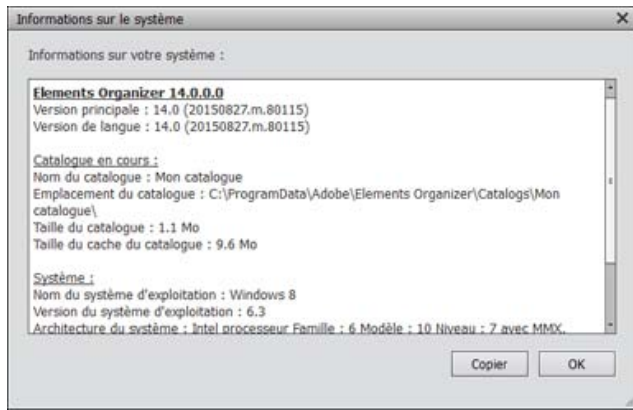 Informations sur le système
Informations sur votre système :
Elements Organizer 14.0.0.0
Version principale : 14.0 (20150827.m.80115)
Version de langue : 14.0 (20150827.m.80115)
Catalogue en cours :
Nom du catalogue : Mon catalogue
Emplacement du catalogue : C:\ProgramData\Adobe\Elements Organizer\Catalogs\Mon
catalogue\
Taille du catalogue : 1.1 Mo
Taille du cache du catalogue : 9.6 Mo
Système :
Nom du système d'exploitation : Windows 8
Version du système d'exploitation : 6.3
Architecture du système : Intel processeur Famille : 6 Modèle : 10 Niveau : 7 avec MMX,
Copier OK